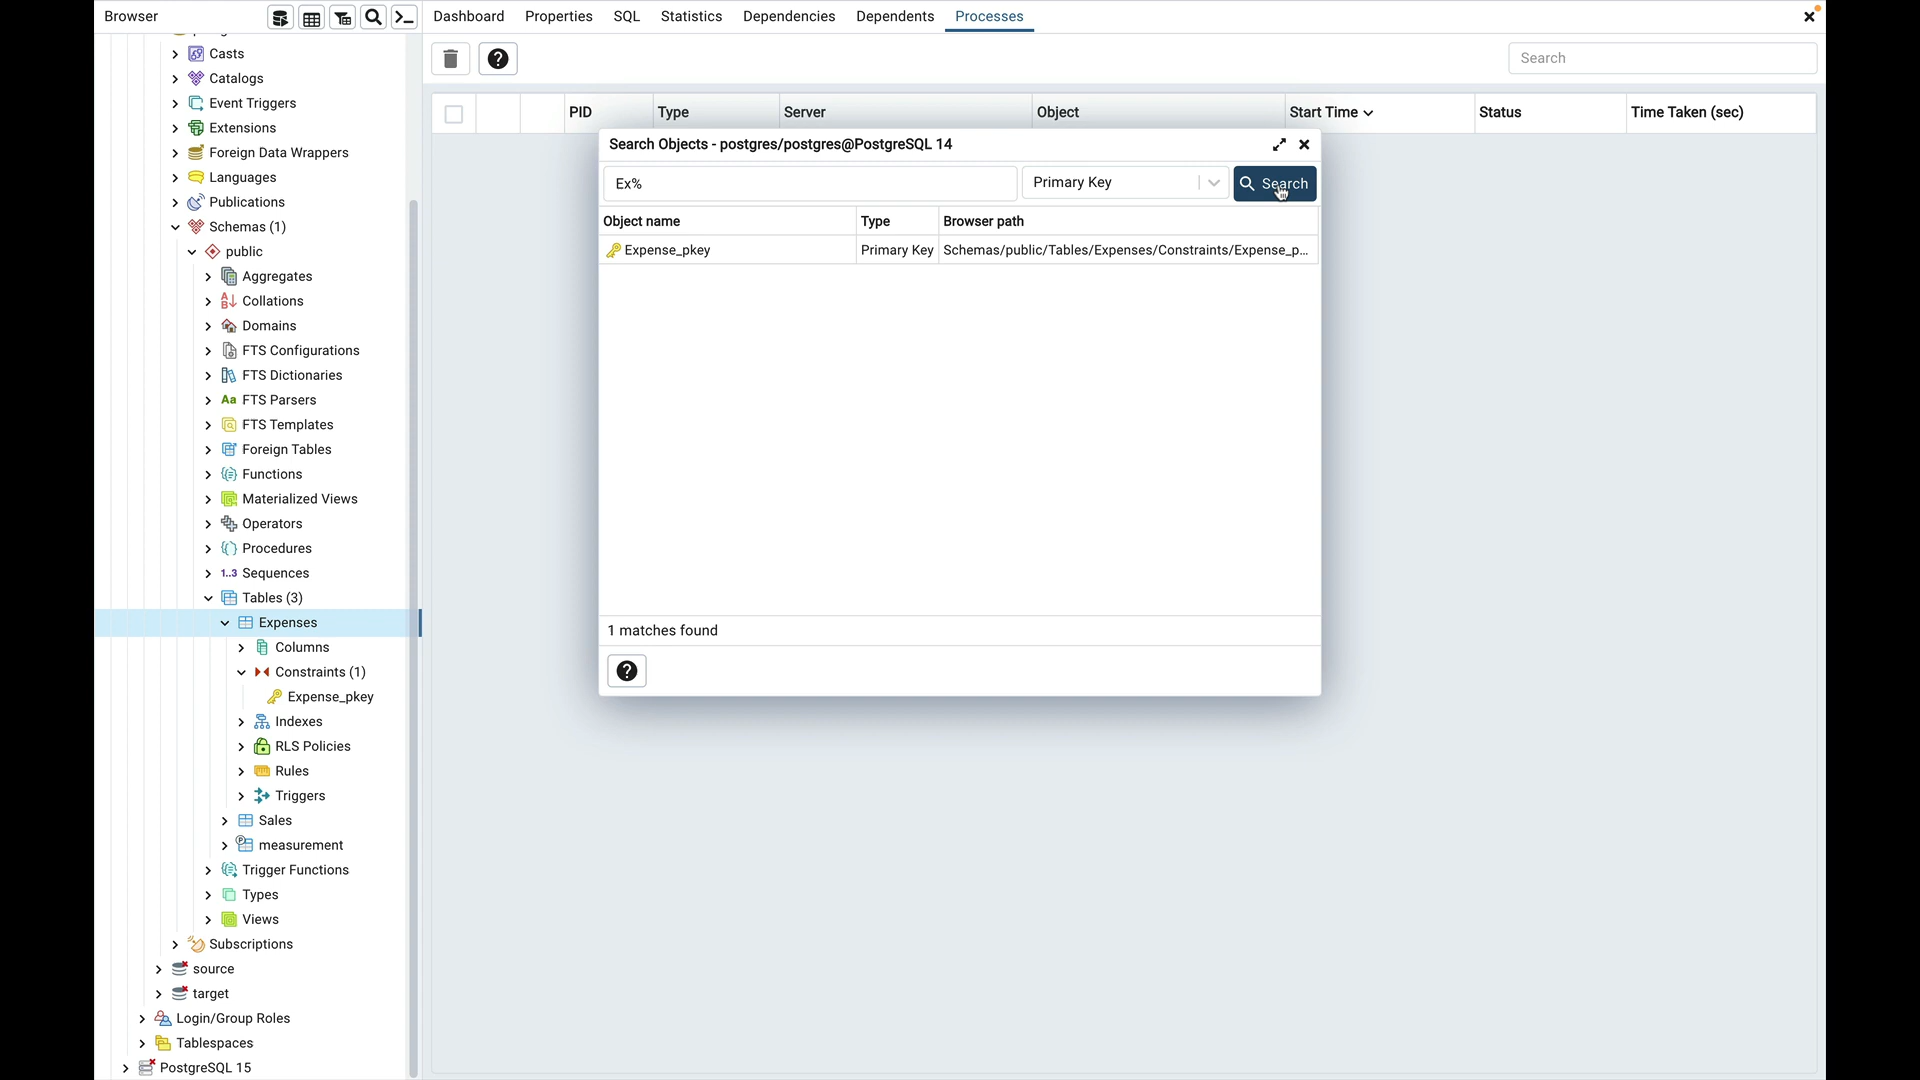 Browser
Dashboard Properties SQL Statistics Dependencies Dependents Processes
Casts
Catalogs
Event Triggers
Extensions
Foreign Data Wrappers
Languages
Publications
Schemas (1)
public
Aggregates
Collations
Domains
FTS Configurations
FTS Dictionaries
Aa FTS Parsers
FTS Templates
Foreign Tables
Functions
Materialized Views
Operators
Procedures
1..3 Sequences
Tables (3)
Expenses
Columns
Constraints (1)
Expense_pkey
Indexes
RLS Policies
Rules
Triggers
Sales
measurement
Trigger Functions
Types
Views
Subscriptions
source
target
Login/Group Roles
Tablespaces
PostgreSQL 15
Search
PID Type Server Object Start Time Status Time Taken (sec)
Search Objects - postgres/postgres@PostgreSQL 14
Ex% Primary Key Search
Object name Type Browser path
Expense_pkey Primary Key Schemas/public/Tables/Expenses/Constraints/Expense_p...
1 matches found